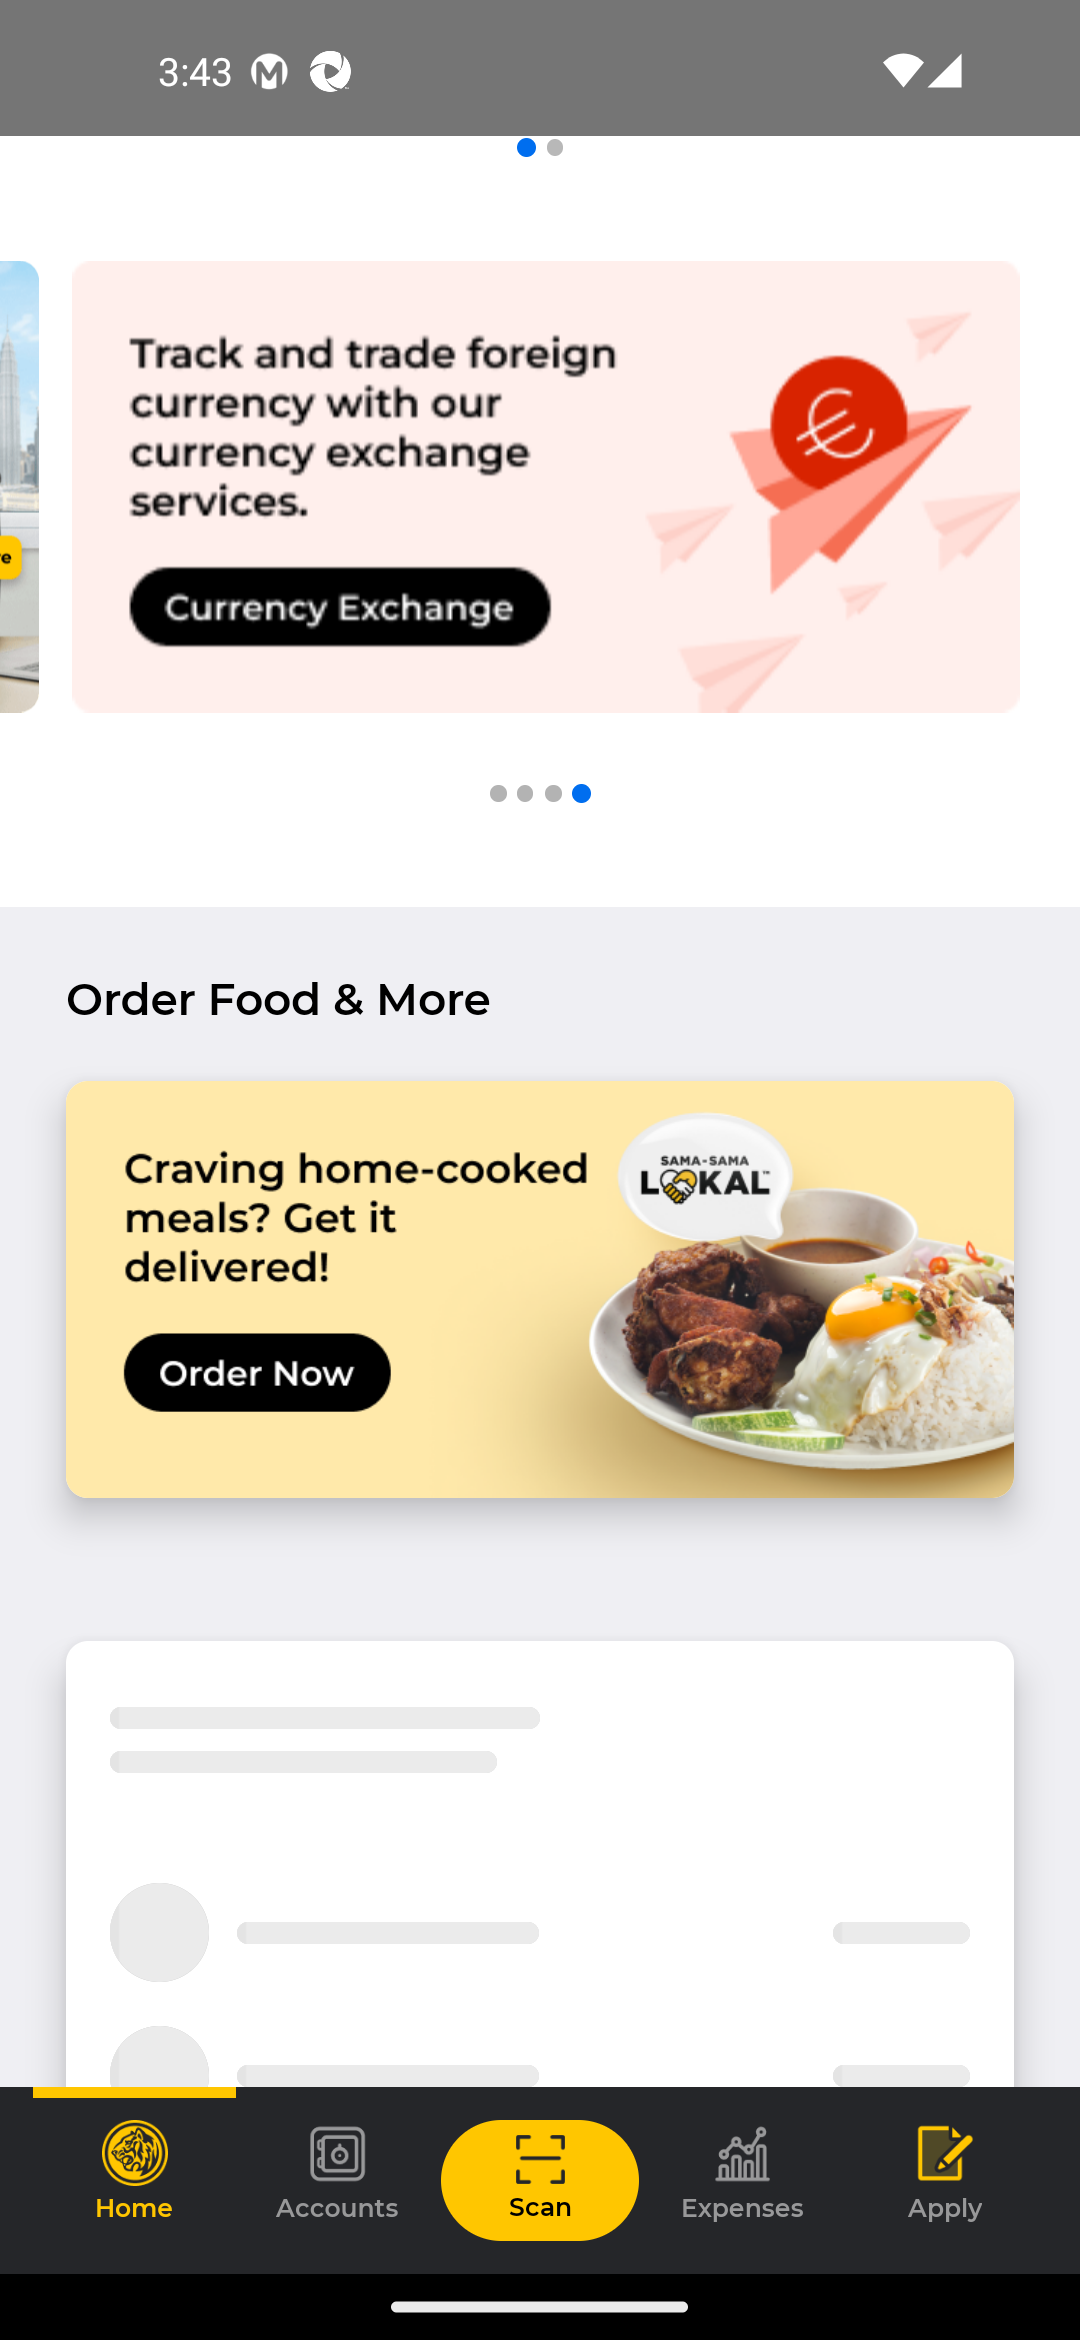 3:43
Track and trade foreign
currency with our
currency exchange
services.
Currency Exchange
Order Food & More
Craving home-cooked
meals? Get it
delivered!
Order Now
SAMA-SAMA
LOKAL™
Home
Accounts
Scan
Expenses
Apply